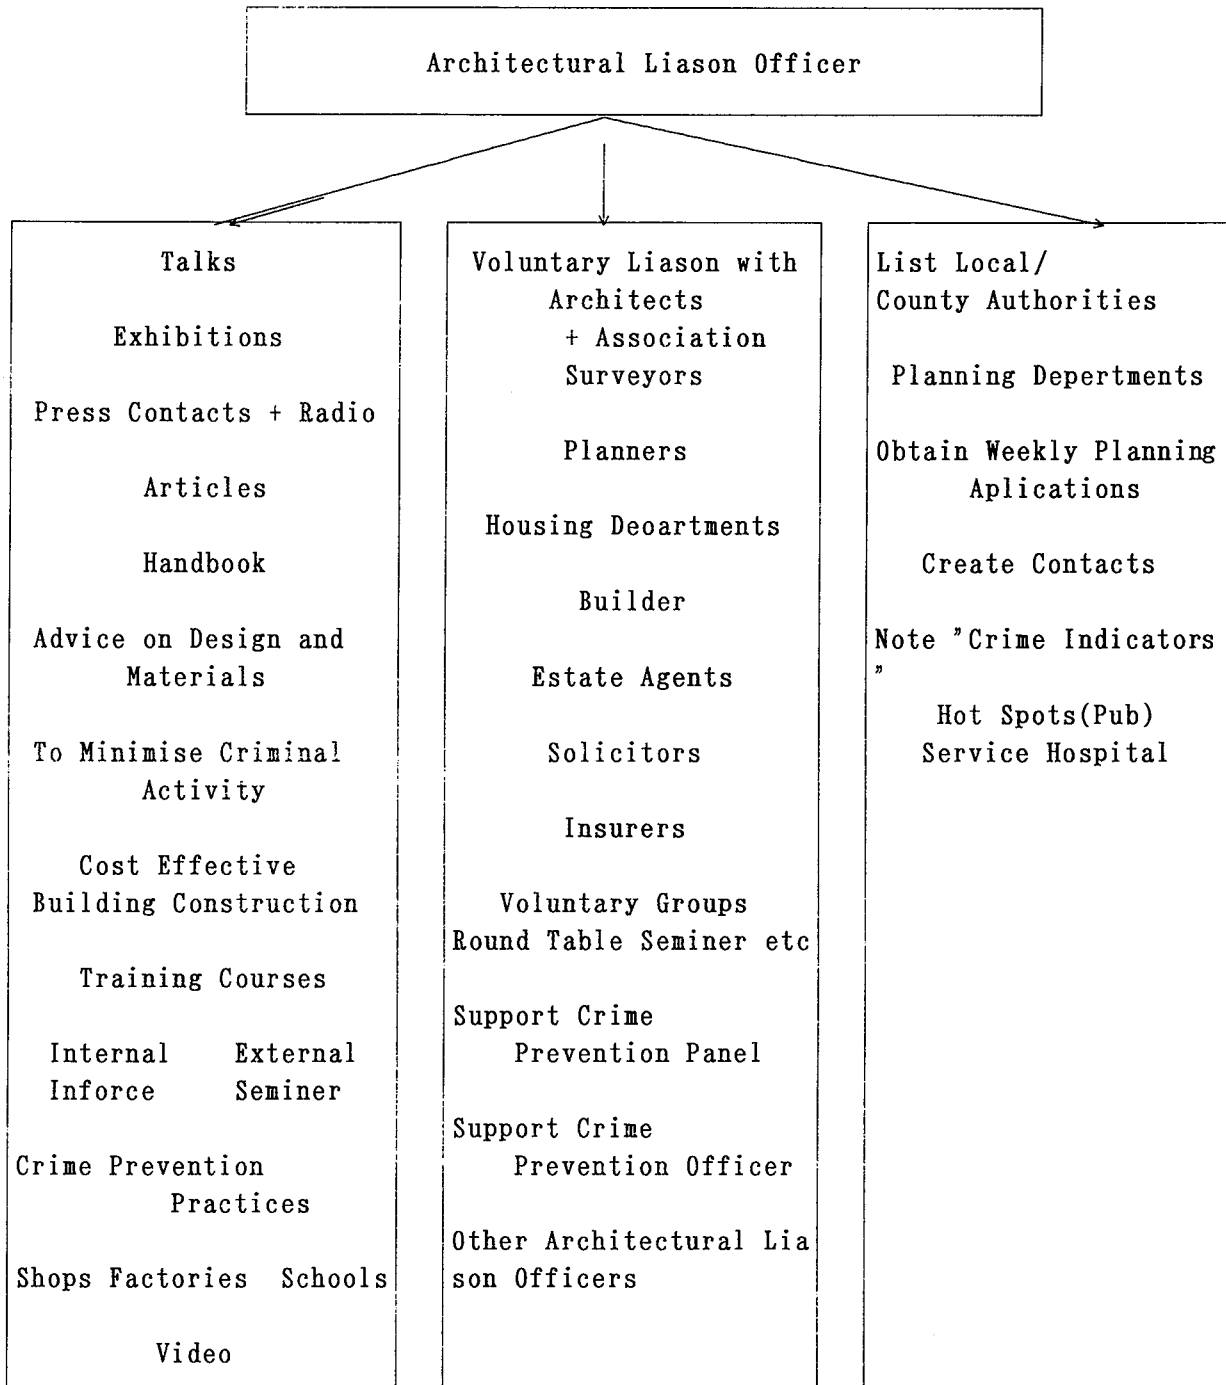 Architectural Liason Officer
Talks
Exhibitions
Press Contacts + Radio
Articles
Handbook
Advice on Design and
Materials
To Minimise Criminal
Activity
Cost Effective
Building Construction
Training Courses
Internal External
Inforce Seminer
Crime Prevention
Practices
Shops Factories Schools
Video
Voluntary Liason with
Architects
+ Association
Surveyors
Planners
Housing Deoartments
Builder
Estate Agents
Solicitors
Insurers
Voluntary Groups
Round Table Seminer etc
Support Crime
Prevention Panel
Support Crime
Prevention Officer
Other Architectural Lia
son Officers
List Local/
County Authorities
Planning Depertments
Obtain Weekly Planning
Aplications
Create Contacts
Note "Crime Indicators
"
Hot Spots(Pub)
Service Hospital